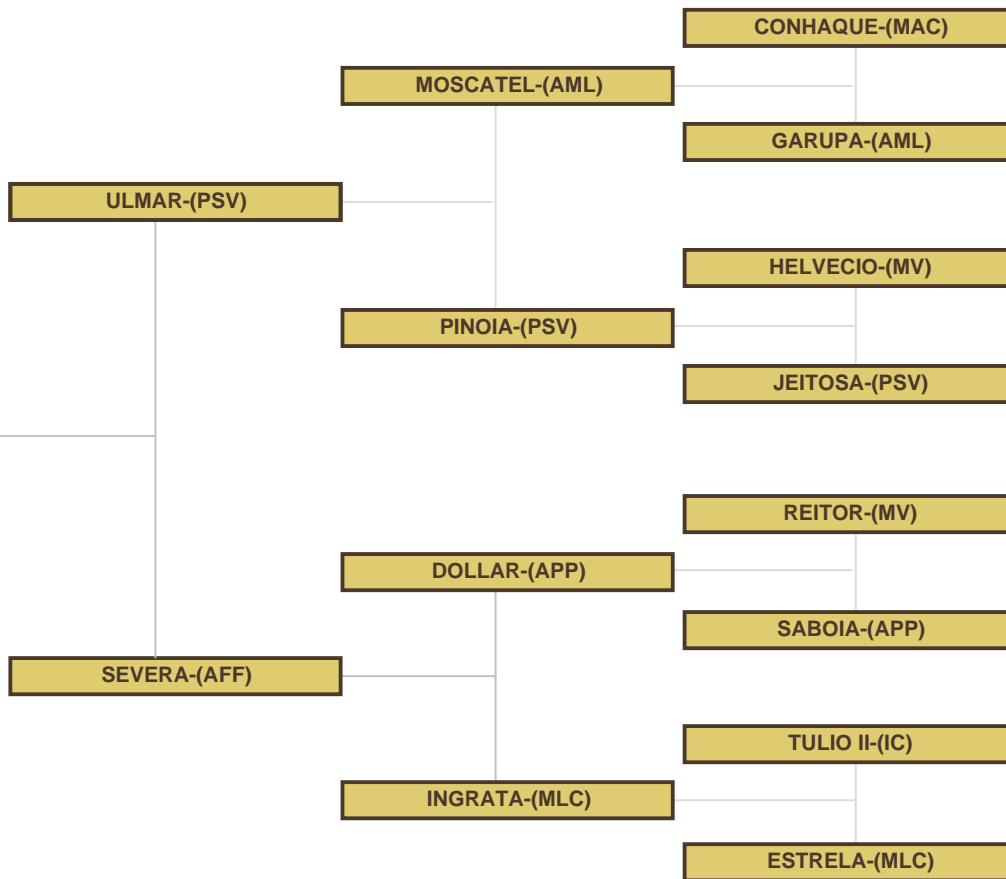 CONHAQUE-(MAC)
MOSCATEL-(AML)
GARUPA-(AML)
ULMAR-(PSV)
HELVECIO-(MV)
PINOIA-(PSV)
JEITOSA-(PSV)
REITOR-(MV)
DOLLAR-(APP)
SABOIA-(APP)
SEVERA-(AFF)
TULIO II-(IC)
INGRATA-(MLC)
ESTRELA-(MLC)